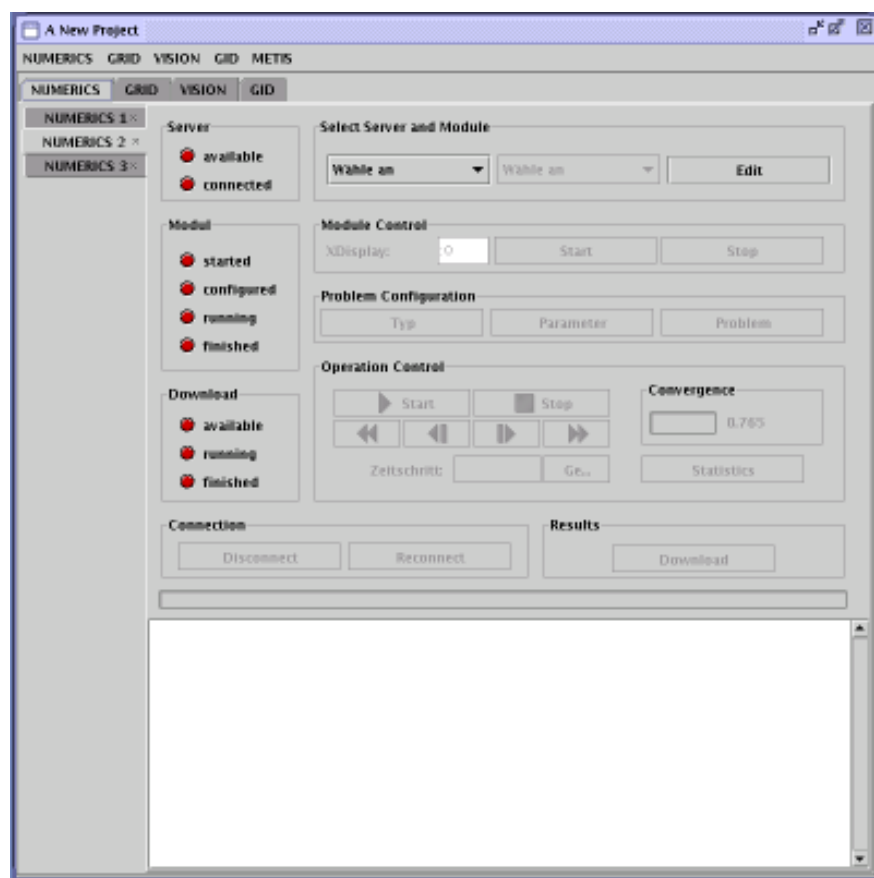 A New Project
NUMERICS GRID VISION GID METIS
NUMERICS GRID VISION GID
NUMERICS 1
NUMERICS 2
NUMERICS 3
Server
available
connected
Select Server and Module
Wähle an Wähle an Edit
Modul
started
configured
running
finished
Module Control
XDisplay: :0 Start Stop
Problem Configuration
Typ Parameter Problem
Operation Control
Start Stop
Zeitschritt: Ge...
Convergence
0.765
Statistics
Download
available
running
finished
Connection
Disconnect Reconnect
Results
Download